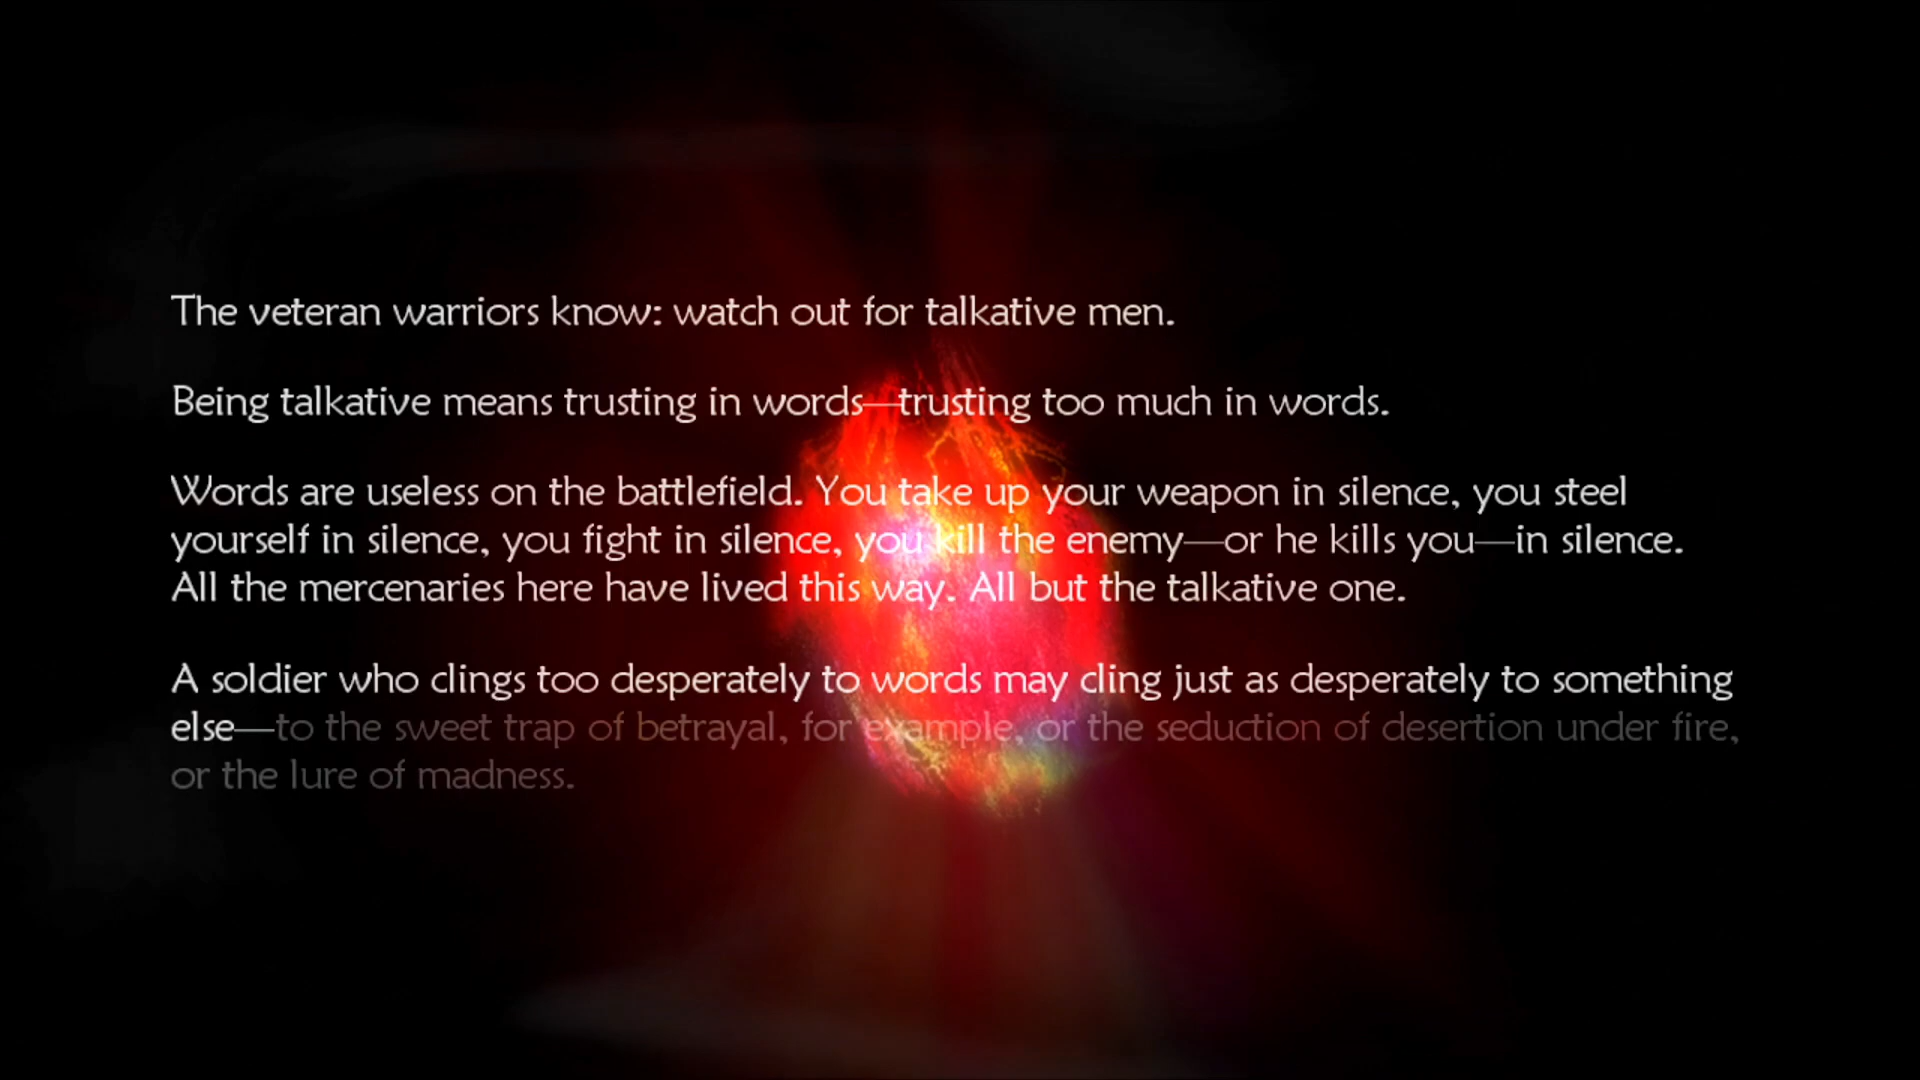 The veteran warriors know: watch out for talkative men.
Being talkative means trusting in words—trusting too much in words.
Words are useless on the battlefield. You take up your weapon in silence, you steel
yourself in silence, you fight in silence, you kill the enemy—or he kills you—in silence.
All the mercenaries here have lived this way. All but the talkative one.
A soldier who clings too desperately to words may cling just as desperately to something
else—to the sweet trap of betrayal, for example, or the seduction of desertion under fire,
or the lure of madness.